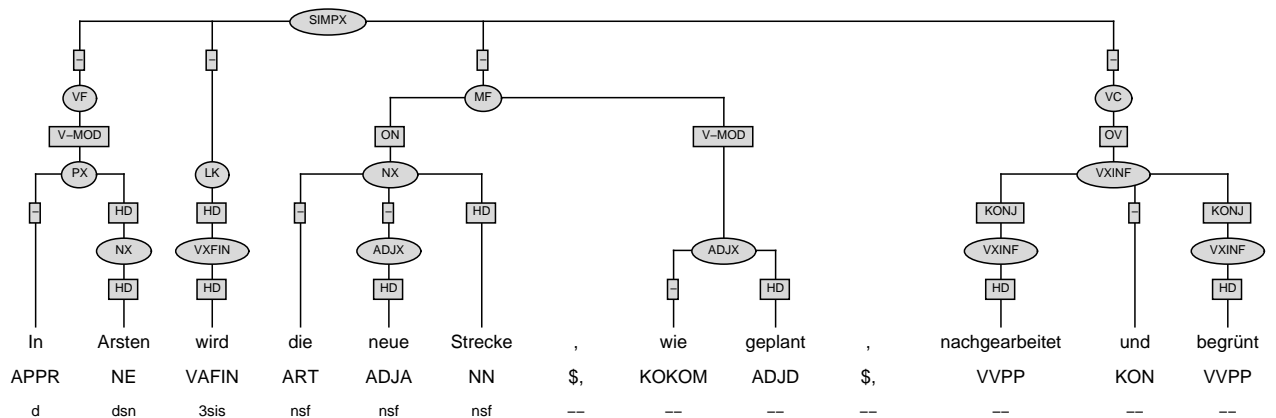 SIMPX
– – – –
VF MF VC
V–MOD ON V–MOD OV
PX LK NX VXINF
– HD HD – – HD KONJ – KONJ
NX VXFIN ADJX ADJX VXINF VXINF
HD HD HD – HD HD HD
In Arsten wird die neue Strecke , wie geplant , nachgearbeitet und begrünt
APPR NE VAFIN ART ADJA NN $, KOKOM ADJD $, VVPP KON VVPP
d dsn 3sis nsf nsf nsf –– –– –– –– –– –– ––